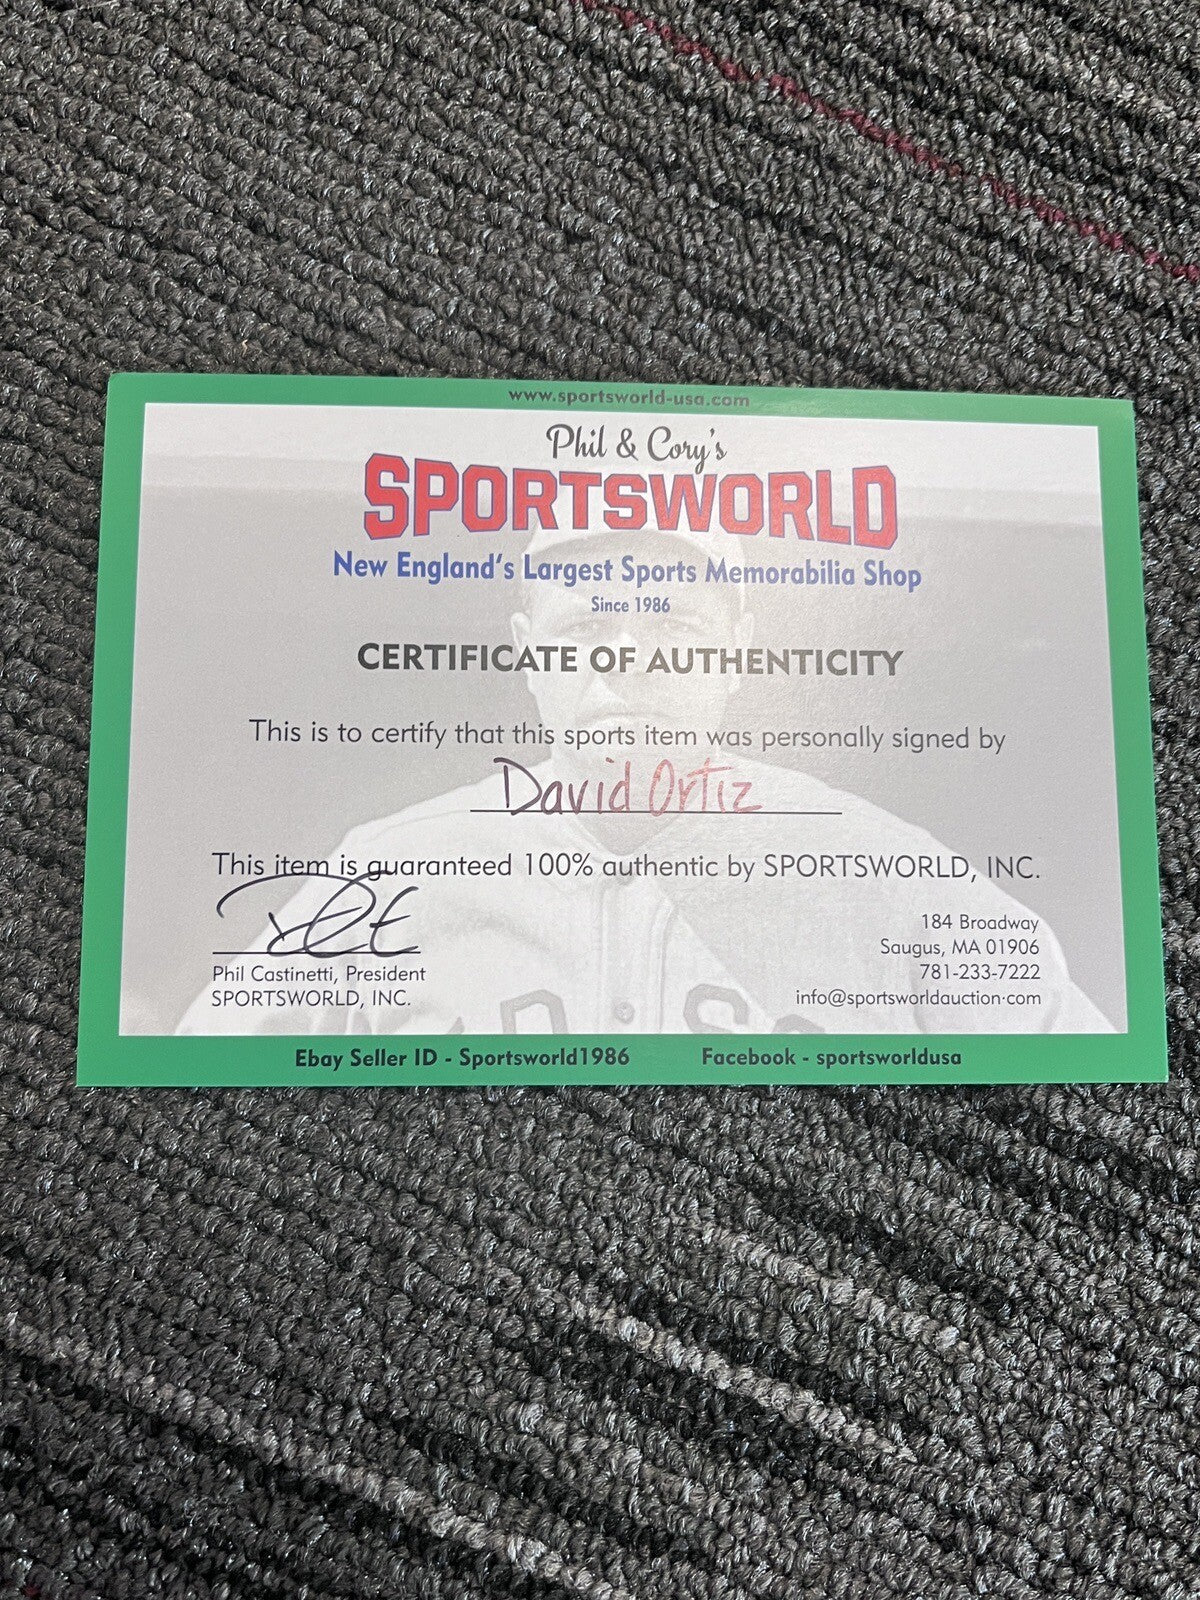 www.sportsworld-usa.com
Phil & Cory's
SPORTSWORLD
New England's Largest Sports Memorabilia Shop
Since 1986
CERTIFICATE OF AUTHENTICITY
This is to certify that this sports item was personally signed by
David Ortiz
This item is guaranteed 100% authentic by SPORTSWORLD, INC.
184 Broadway
Saugus, MA 01906
781-233-7222
info@sportsworldauction.com
Phil Castinetti, President
SPORTSWORLD, INC.
Ebay Seller ID - Sportsworld1986
Facebook - sportsworldusa